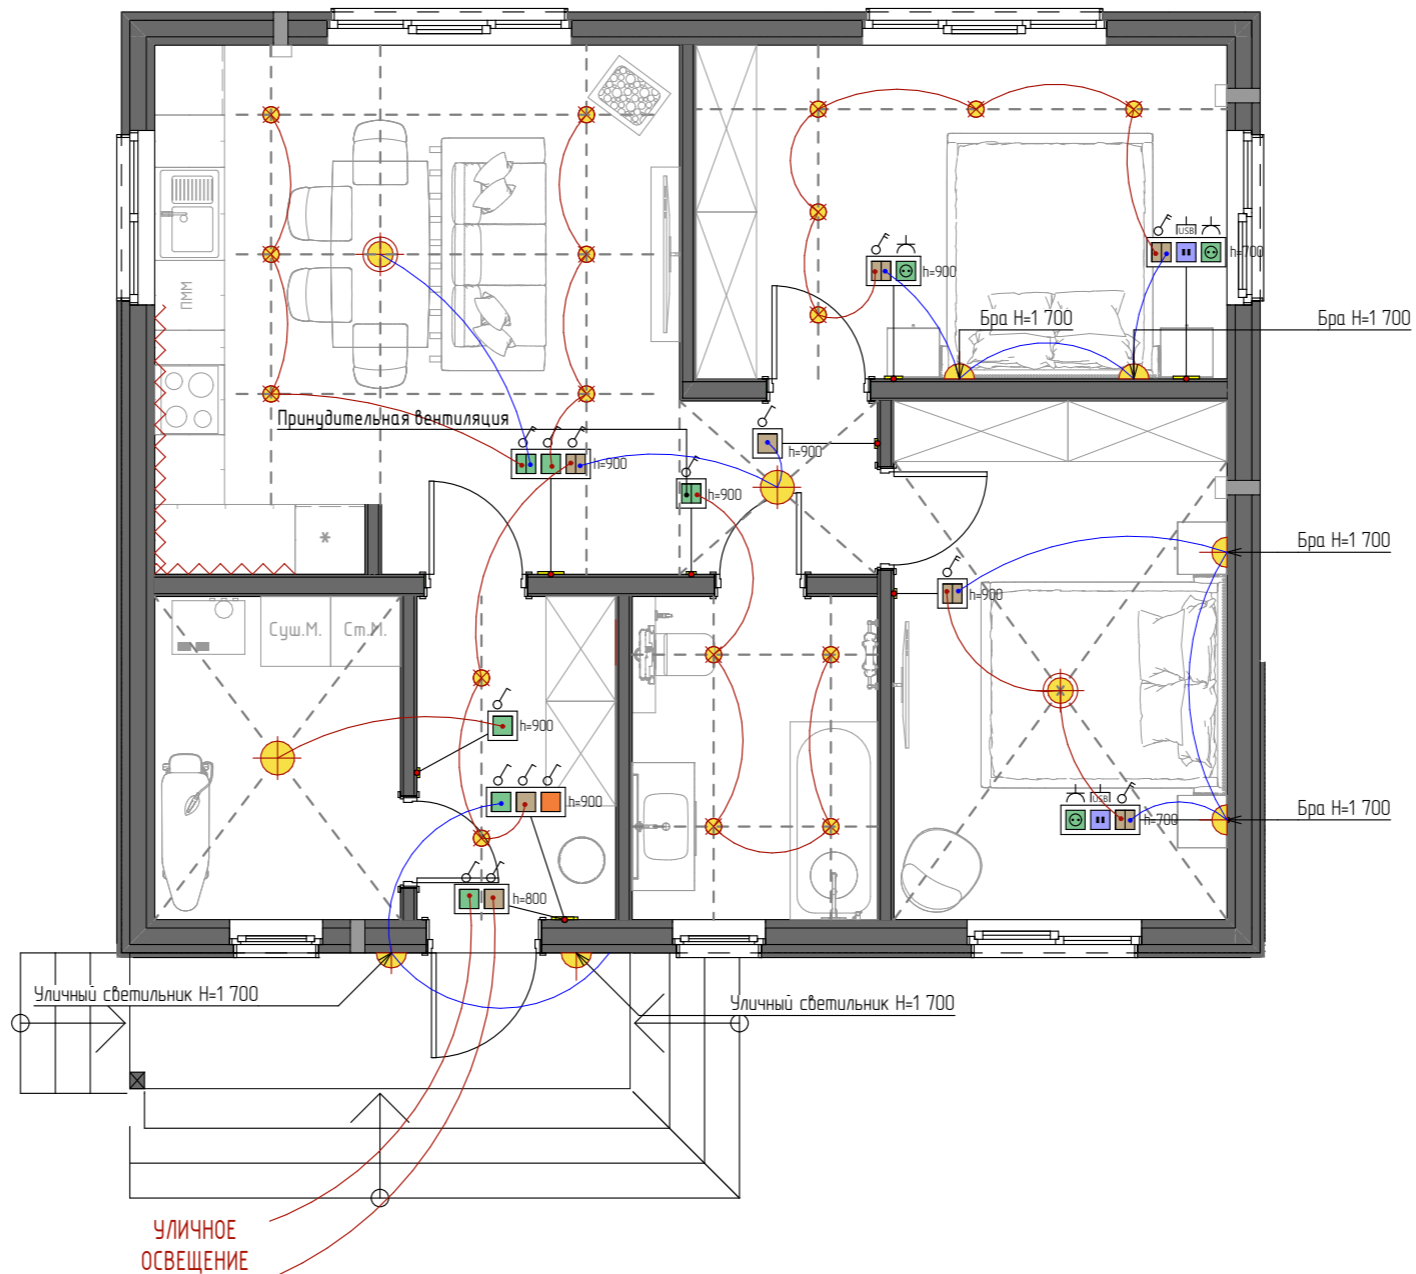 USB
h=700
h=900
ПММ
Бра Н=1 700
Бра Н=1 700
Принудительная вентиляция
h=900
h=900
h=900
*
Бра Н=1 700
h=900
Суш.М.
Ст.М.
h=900
h=900
USB
h=700
Бра Н=1 700
h=800
Уличный светильник Н=1 700
Уличный светильник Н=1 700
УЛИЧНОЕ
ОСВЕЩЕНИЕ